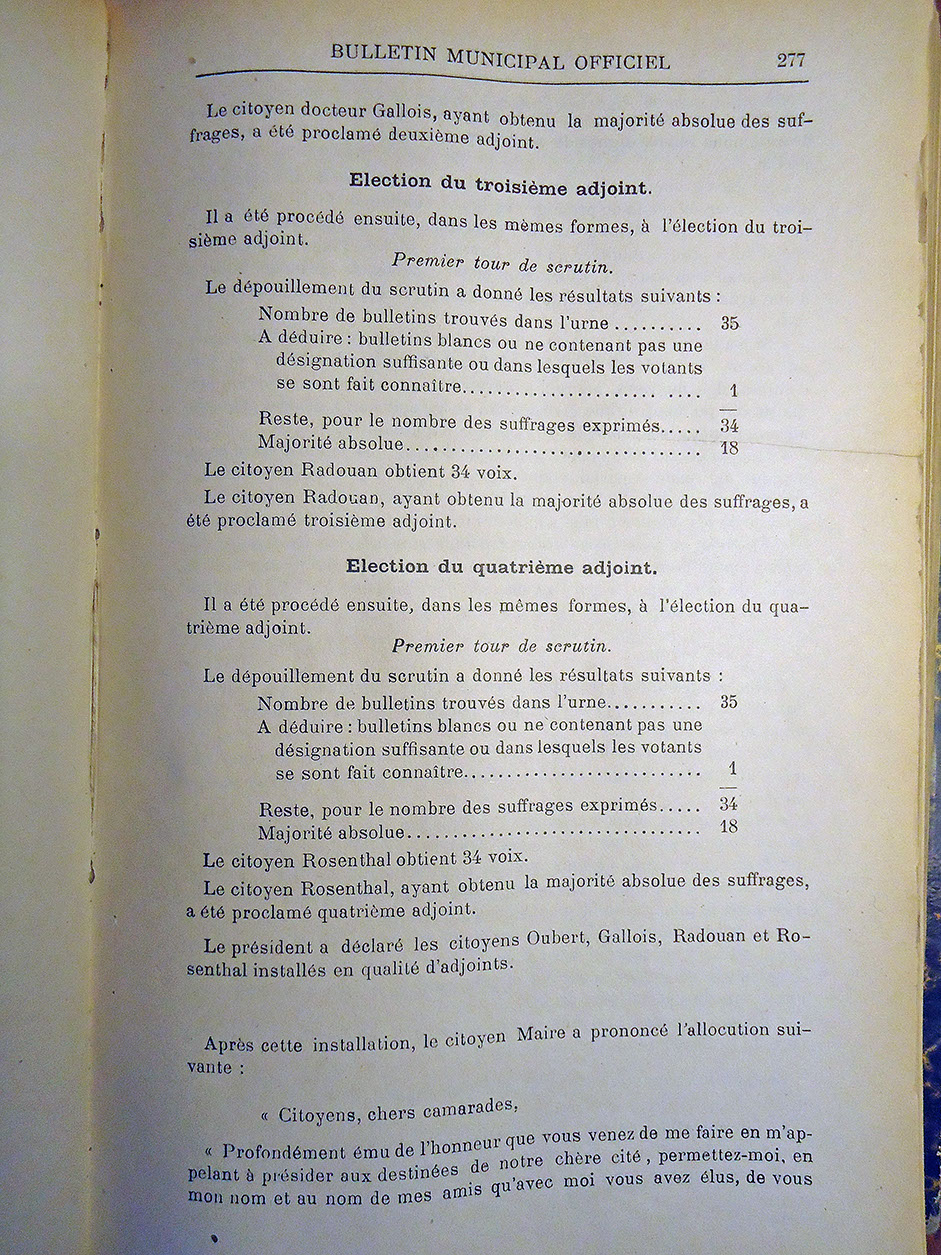 BULLETIN MUNICIPAL OFFICIEL 277
Le citoyen docteur Gallois, ayant obtenu la majorité absolue des suf-
frages, a été proclamé deuxième adjoint.
Election du troisième adjoint.
Il a été procédé ensuite, dans les mêmes formes, à l'élection du troi-
sième adjoint.
Premier tour de scrutin.
Le dépouillement du scrutin a donné les résultats suivants :
Nombre de bulletins trouvés dans l'urne .......... 35
A déduire : bulletins blancs ou ne contenant pas une
désignation suffisante ou dans lesquels les votants
se sont fait connaître........................... 1
Reste, pour le nombre des suffrages exprimés..... 34
Majorité absolue.................................. 18
Le citoyen Radouan obtient 34 voix.
Le citoyen Radouan, ayant obtenu la majorité absolue des suffrages, a
été proclamé troisième adjoint.
Election du quatrième adjoint.
Il a été procédé ensuite, dans les mêmes formes, à l'élection du qua-
trième adjoint.
Premier tour de scrutin.
Le dépouillement du scrutin a donné les résultats suivants :
Nombre de bulletins trouvés dans l'urne........... 35
A déduire : bulletins blancs ou ne contenant pas une
désignation suffisante ou dans lesquels les votants
se sont fait connaître........................... 1
Reste, pour le nombre des suffrages exprimés..... 34
Majorité absolue.................................. 18
Le citoyen Rosenthal obtient 34 voix.
Le citoyen Rosenthal, ayant obtenu la majorité absolue des suffrages,
a été proclamé quatrième adjoint.
Le président a déclaré les citoyens Oubert, Gallois, Radouan et Ro-
senthal installés en qualité d'adjoints.
Après cette installation, le citoyen Maire a prononcé l'allocution sui-
vante :
« Citoyens, chers camarades,
« Profondément ému de l'honneur que vous venez de me faire en m'ap-
pelant à présider aux destinées de notre chère cité, permettez-moi, en
mon nom et au nom de mes amis qu'avec moi vous avez élus, de vous